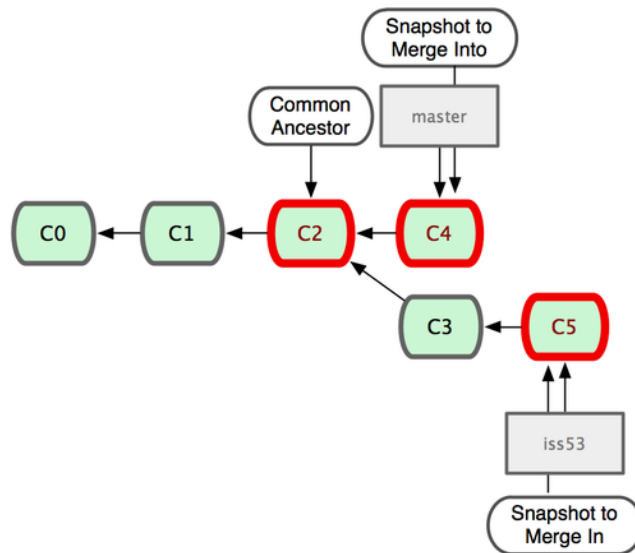 Snapshot to
Merge Into
master
Common
Ancestor
C0
C1
C2
C4
C3
C5
iss53
Snapshot to
Merge In